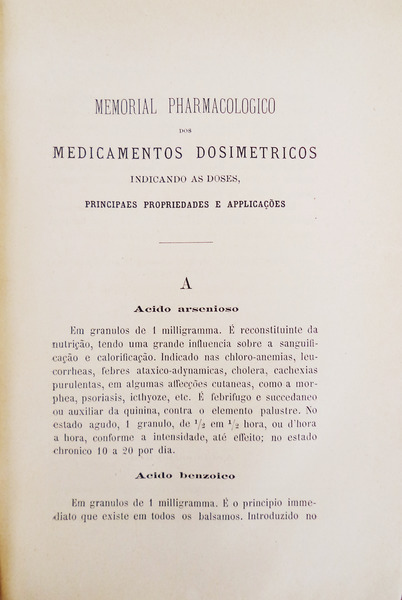 MEMORIAL PHARMACOLOGICO
DOS
MEDICAMENTOS DOSIMETRICOS
INDICANDO AS DOSES,
PRINCIPAES PROPRIEDADES E APPLICAÇÕES
A
Acido arsenioso
Em granulos de 1 milligramma. É reconstituinte da
nutrição, tendo uma grande influencia sobre a sanguifi-
cação e calorificação. Indicado nas chloro-anemias, leu-
corrheas, febres ataxico-adynamicas, cholera, cachexias
purulentas, em algumas affecções cutaneas, como a mor-
phea, psoriasis, icthyoze, etc. É febrifugo e succedaneo
ou auxiliar da quinina, contra o elemento palustre. No
estado agudo, 1 granulo, de 1/2 em 1/2 hora, ou d'hora
a hora, conforme a intensidade, até effeito; no estado
chronico 10 a 20 por dia.
Acido benzoico
Em granulos de 1 milligramma. É o principio imme-
diato que existe em todos os balsamos. Introduzido no